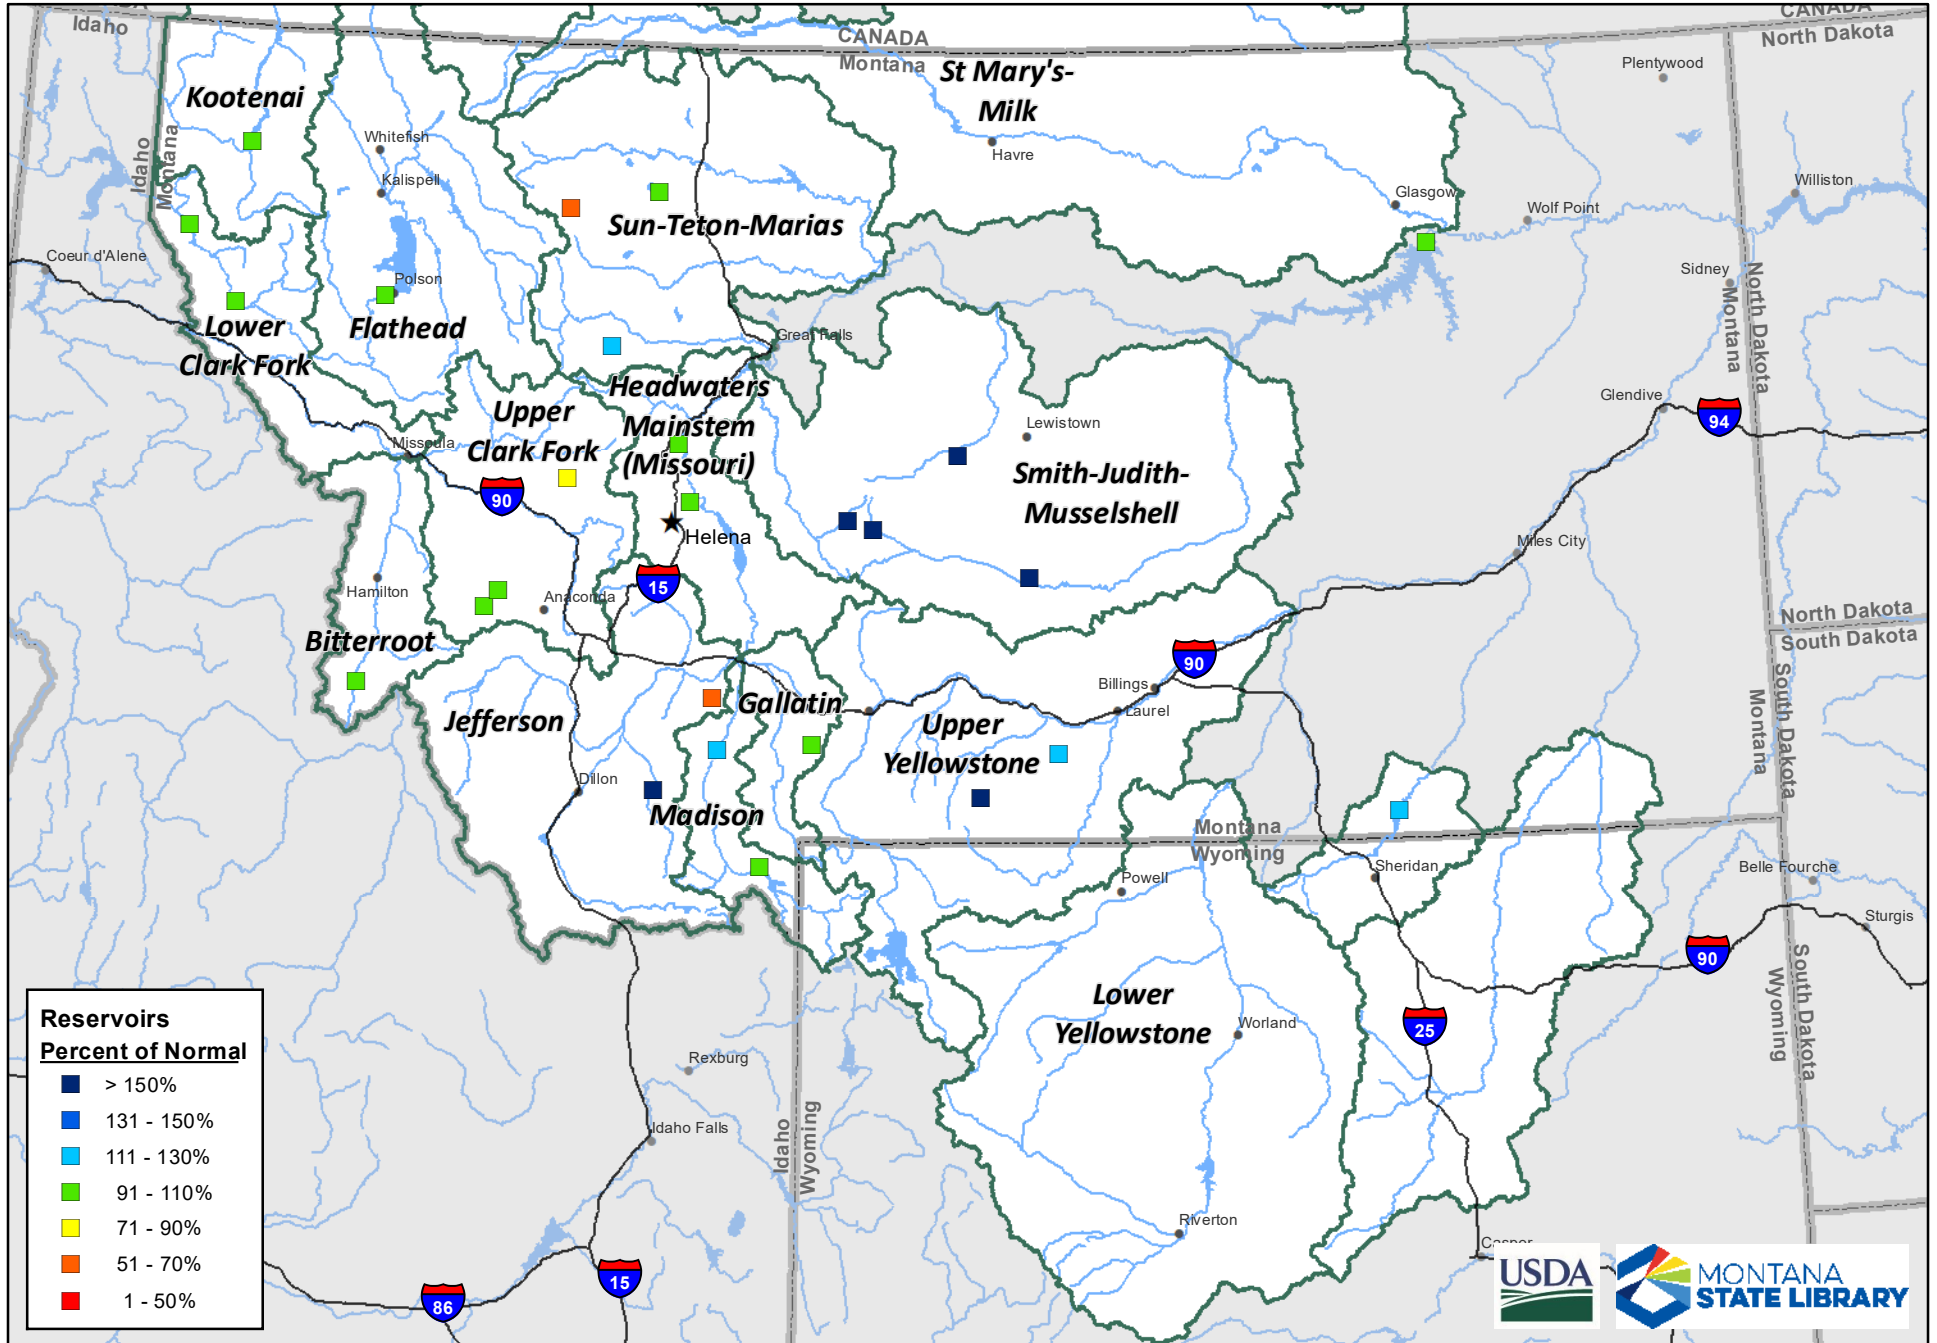 Idaho
CANADA
Montana
CANADA
North Dakota
St Mary's-
Milk
Plentywood
Kootenai
Whitefish
Havre
Idaho
Montana
Kalispell
Glasgow
Williston
Wolf Point
Sun-Teton-Marias
Coeur d'Alene
Polson
Sidney
Montana
North Dakota
Lower
Clark Fork
Flathead
Great Falls
Headwaters
Mainstem
(Missouri)
Upper
Clark Fork
Glendive
94
Lewistown
Missoula
Smith-Judith-
Musselshell
90
Helena
Miles City
15
Hamilton
Anaconda
North Dakota
South Dakota
Bitterroot
90
Billings
Laurel
Jefferson
Gallatin
Upper
Yellowstone
Montana
South Dakota
Dillon
Madison
Montana
Wyoming
Sheridan
Powell
Belle Fourche
Sturgis
90
Wyoming
South Dakota
Lower
Yellowstone
Worland
25
Rexburg
Idaho Falls
Idaho
Wyoming
Riverton
Casper
15
86
Reservoirs
Percent of Normal
> 150%
131 - 150%
111 - 130%
91 - 110%
71 - 90%
51 - 70%
1 - 50%
USDA
MONTANA
STATE LIBRARY